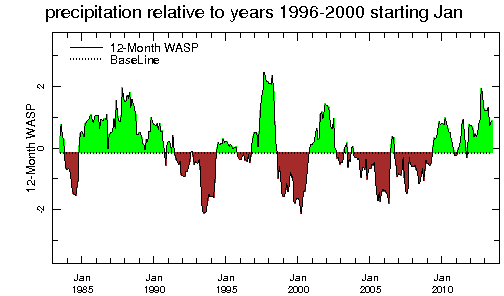 precipitation relative to years 1996-2000 starting Jan
12-Month WASP
BaseLine
12-Month WASP
2
0
-2
Jan Jan Jan Jan Jan Jan
1985 1990 1995 2000 2005 2010